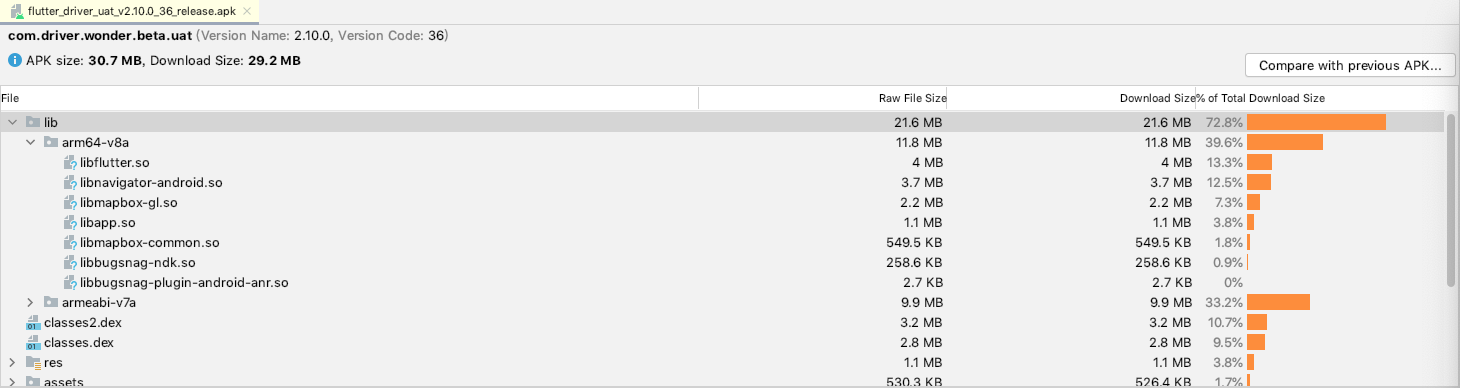 flutter_driver_uat_v2.10.0_36_release.apk
com.driver.wonder.beta.uat (Version Name: 2.10.0, Version Code: 36)
APK size: 30.7 MB, Download Size: 29.2 MB
Compare with previous APK...
File Raw File Size Download Size % of Total Download Size
lib 21.6 MB 21.6 MB 72.8%
arm64-v8a 11.8 MB 11.8 MB 39.6%
libflutter.so 4 MB 4 MB 13.3%
libnavigator-android.so 3.7 MB 3.7 MB 12.5%
libmapbox-gl.so 2.2 MB 2.2 MB 7.3%
libapp.so 1.1 MB 1.1 MB 3.8%
libmapbox-common.so 549.5 KB 549.5 KB 1.8%
libbugsnag-ndk.so 258.6 KB 258.6 KB 0.9%
libbugsnag-plugin-android-anr.so 2.7 KB 2.7 KB 0%
armeabi-v7a 9.9 MB 9.9 MB 33.2%
classes2.dex 3.2 MB 3.2 MB 10.7%
classes.dex 2.8 MB 2.8 MB 9.5%
res 1.1 MB 1.1 MB 3.8%
assets 530.3 KB 526.4 KB 1.7%